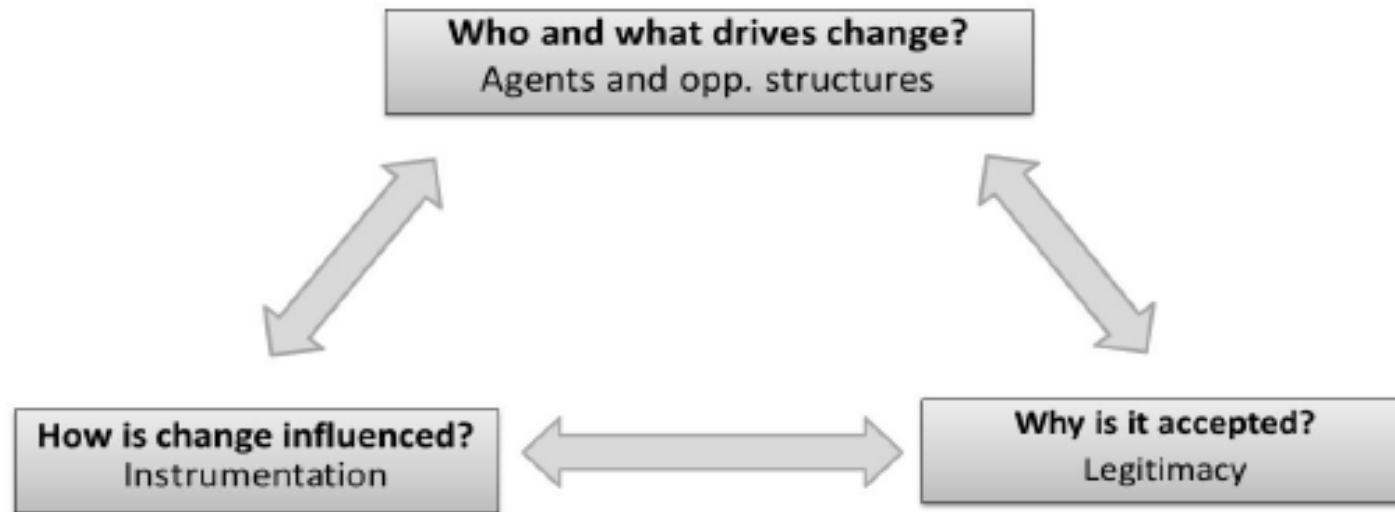 Who and what drives change?
Agents and opp. structures
How is change influenced?
Instrumentation
Why is it accepted?
Legitimacy